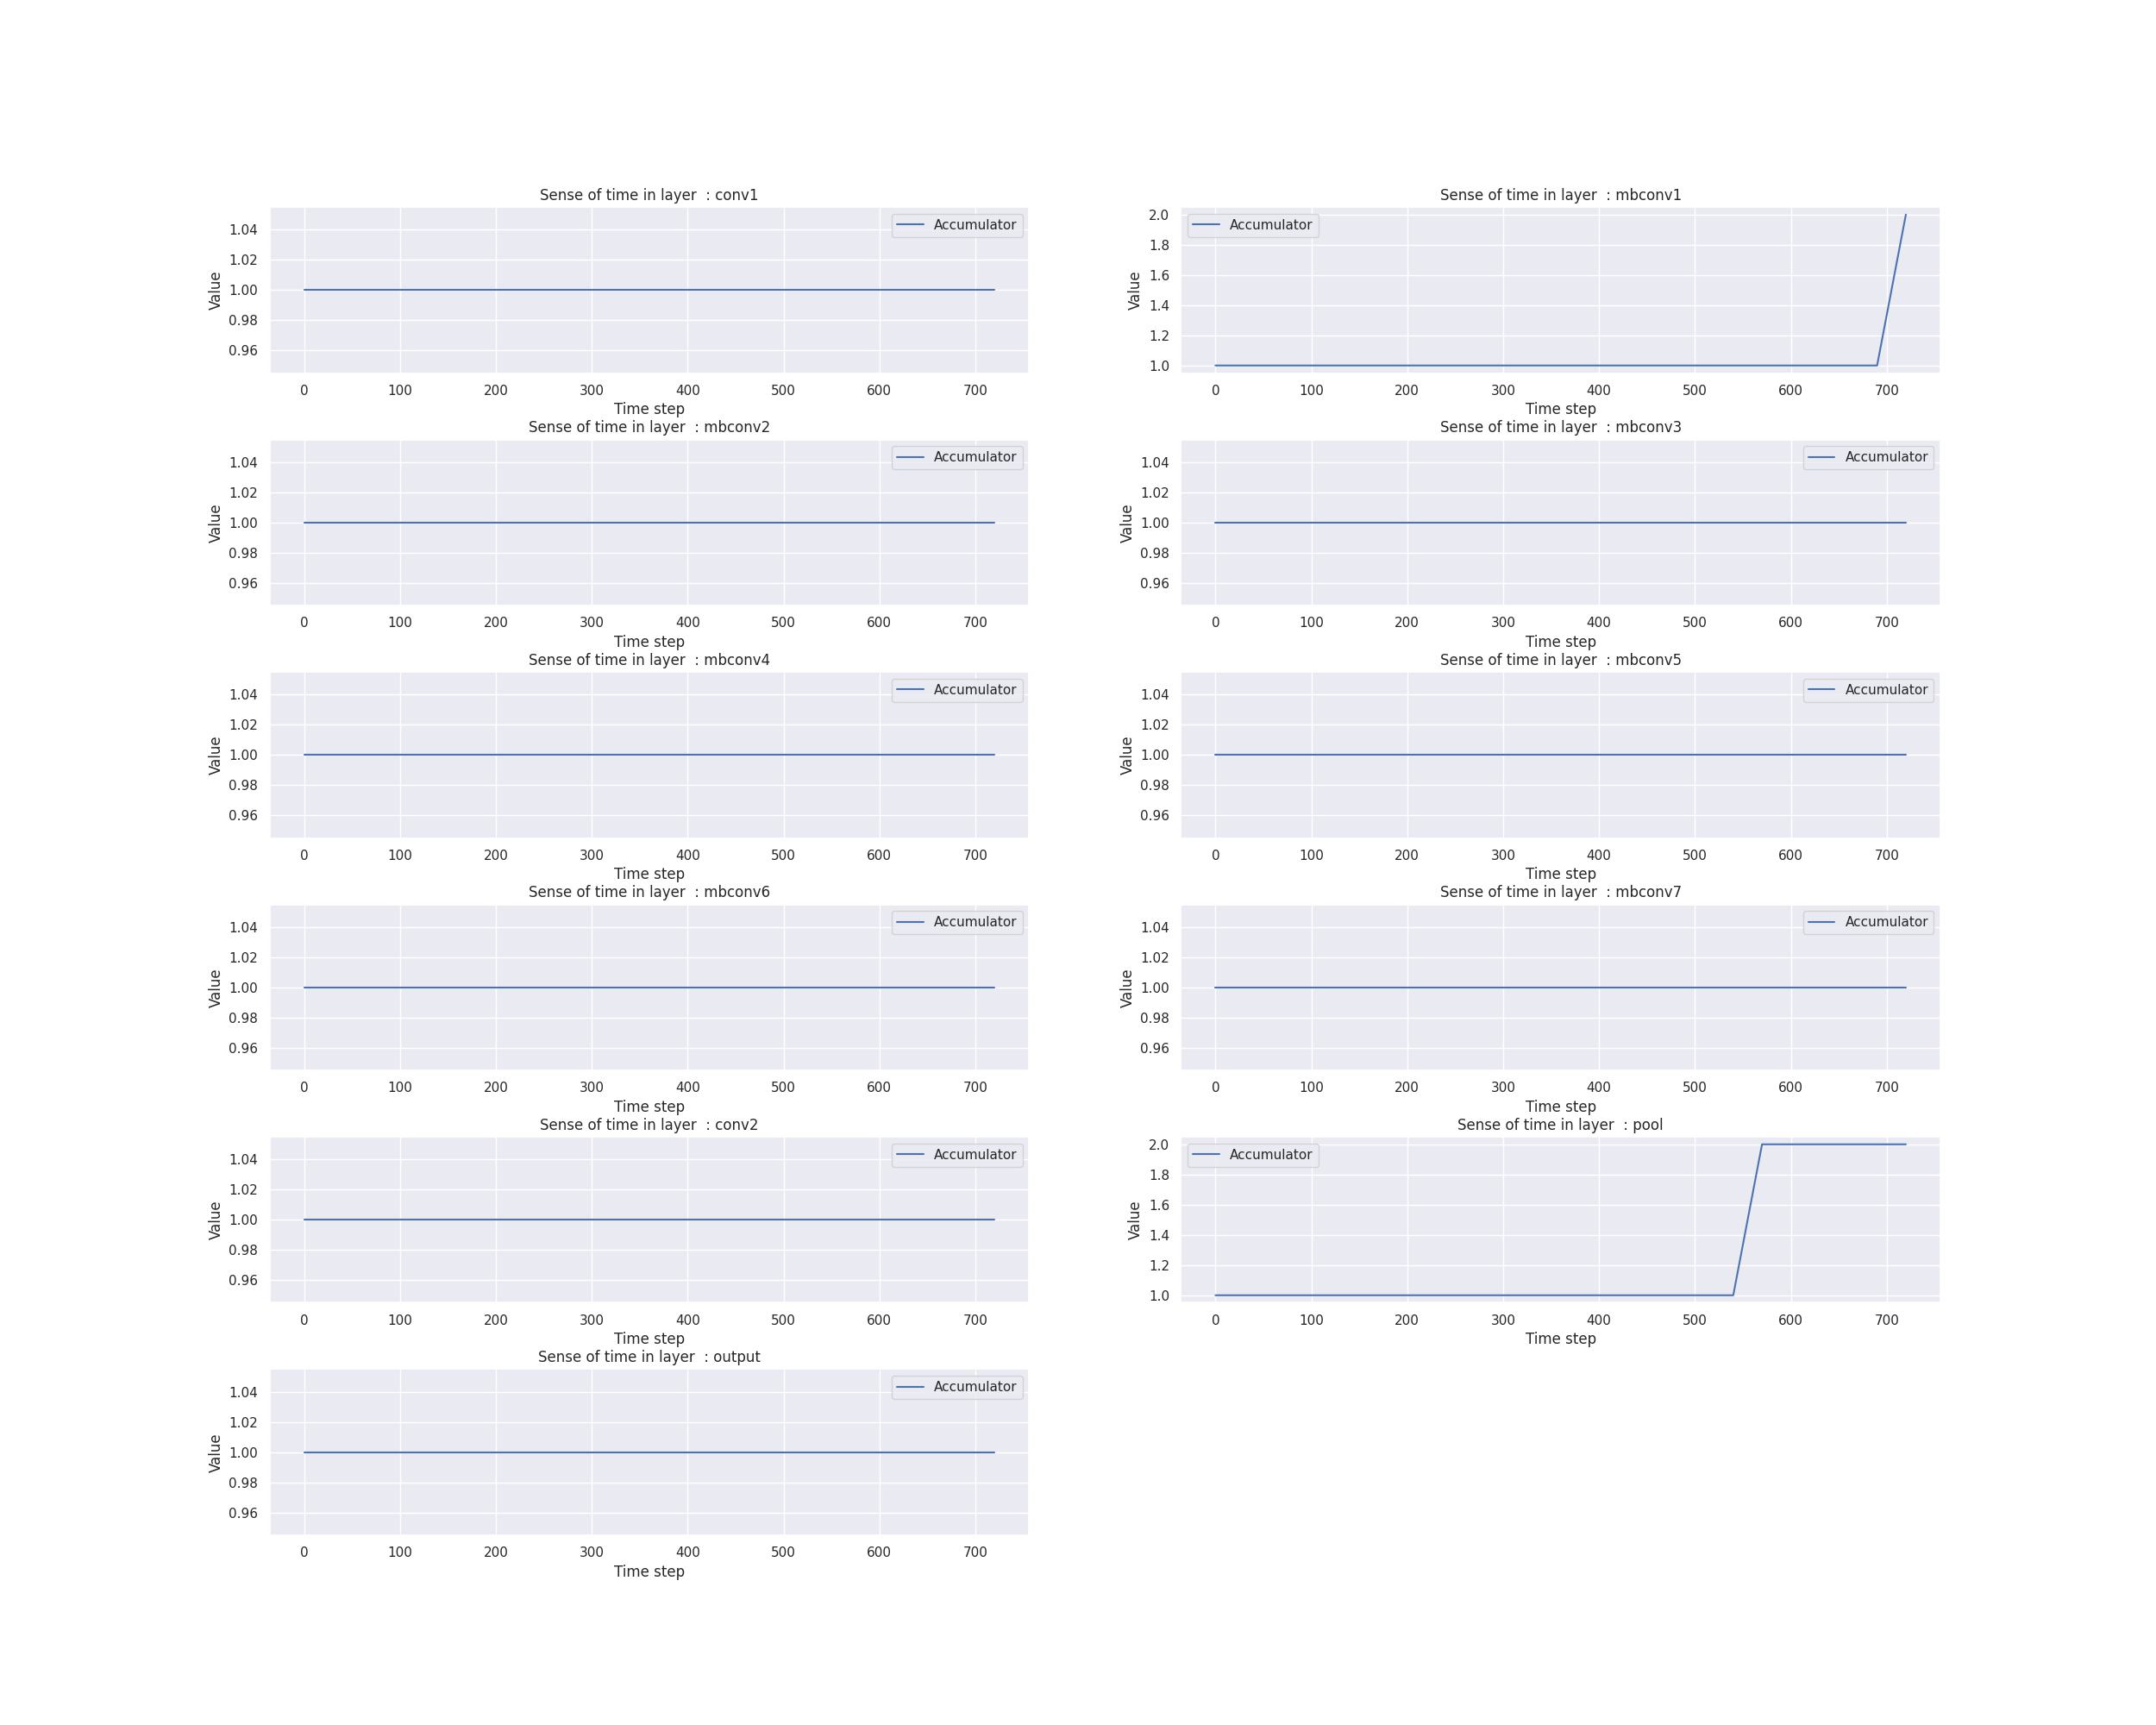 Sense of time in layer  : conv1
Accumulator
1.04
1.02
1.00
0.98
0.96
Value
0 100 200 300 400 500 600 700
Time step
Sense of time in layer  : mbconv1
Accumulator
2.0
1.8
1.6
1.4
1.2
1.0
Value
0 100 200 300 400 500 600 700
Time step
Sense of time in layer  : mbconv2
Accumulator
1.04
1.02
1.00
0.98
0.96
Value
0 100 200 300 400 500 600 700
Time step
Sense of time in layer  : mbconv3
Accumulator
1.04
1.02
1.00
0.98
0.96
Value
0 100 200 300 400 500 600 700
Time step
Sense of time in layer  : mbconv4
Accumulator
1.04
1.02
1.00
0.98
0.96
Value
0 100 200 300 400 500 600 700
Time step
Sense of time in layer  : mbconv5
Accumulator
1.04
1.02
1.00
0.98
0.96
Value
0 100 200 300 400 500 600 700
Time step
Sense of time in layer  : mbconv6
Accumulator
1.04
1.02
1.00
0.98
0.96
Value
0 100 200 300 400 500 600 700
Time step
Sense of time in layer  : mbconv7
Accumulator
1.04
1.02
1.00
0.98
0.96
Value
0 100 200 300 400 500 600 700
Time step
Sense of time in layer  : conv2
Accumulator
1.04
1.02
1.00
0.98
0.96
Value
0 100 200 300 400 500 600 700
Time step
Sense of time in layer  : pool
Accumulator
2.0
1.8
1.6
1.4
1.2
1.0
Value
0 100 200 300 400 500 600 700
Time step
Sense of time in layer  : output
Accumulator
1.04
1.02
1.00
0.98
0.96
Value
0 100 200 300 400 500 600 700
Time step